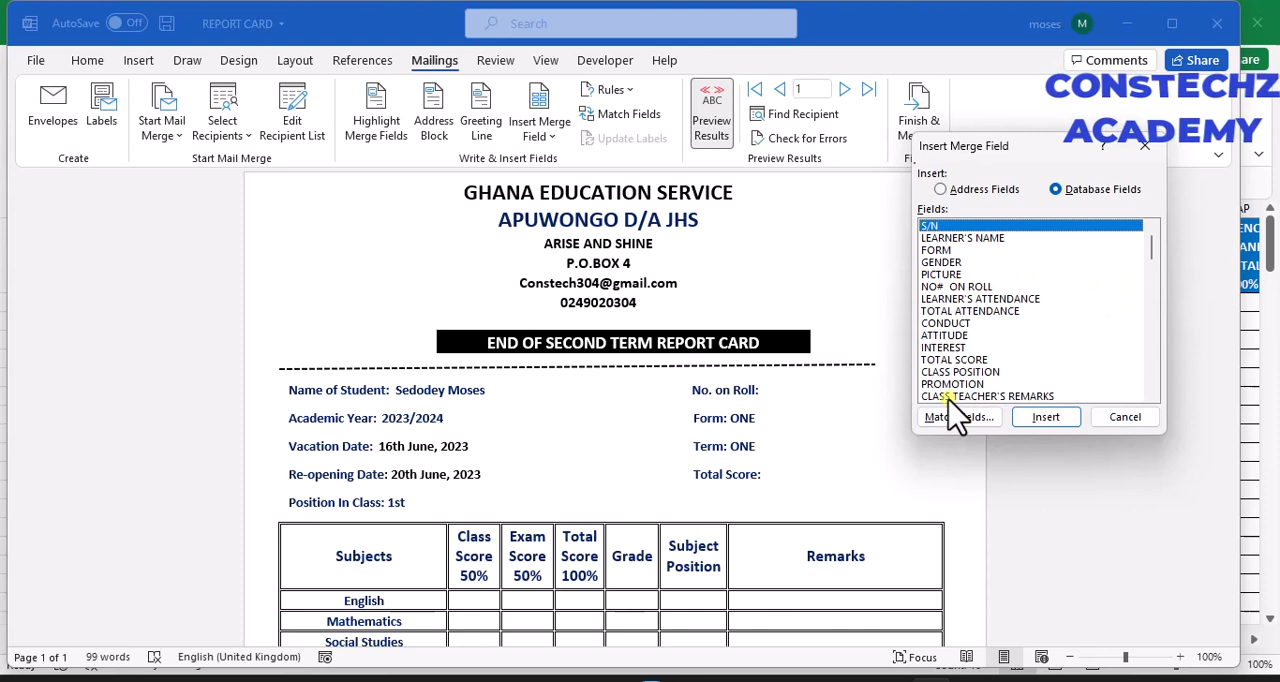 AutoSave Off REPORT CARD Search moses M
File Home Insert Draw Design Layout References Mailings Review View Developer Help Comments Share
CONSTECHZ
ACADEMY
Envelopes Labels
Create
Start Mail Merge
Select Recipients
Edit Recipient List
Start Mail Merge
Highlight Merge Fields
Address Block
Greeting Line
Insert Merge Field
Rules
Match Fields
Update Labels
Write & Insert Fields
ABC
Preview Results
1
Find Recipient
Check for Errors
Preview Results
Finish &
Insert Merge Field ?
Insert:
Address Fields Database Fields
Fields:
S/N
LEARNER'S NAME
FORM
GENDER
PICTURE
NO# ON ROLL
LEARNER'S ATTENDANCE
TOTAL ATTENDANCE
CONDUCT
ATTITUDE
INTEREST
TOTAL SCORE
CLASS POSITION
PROMOTION
CLASS TEACHER'S REMARKS
Insert Cancel
GHANA EDUCATION SERVICE
APUWONGO D/A JHS
ARISE AND SHINE
P.O.BOX 4
Constech304@gmail.com
0249020304
END OF SECOND TERM REPORT CARD
Name of Student: Sedodey Moses No. on Roll:
Academic Year: 2023/2024 Form: ONE
Vacation Date: 16th June, 2023 Term: ONE
Re-opening Date: 20th June, 2023 Total Score:
Position In Class: 1st
Subjects
Class Score 50%
Exam Score 50%
Total Score 100%
Grade
Subject Position
Remarks
English
Mathematics
Social Studies
Page 1 of 1 99 words English (United Kingdom) Focus 100%
100%